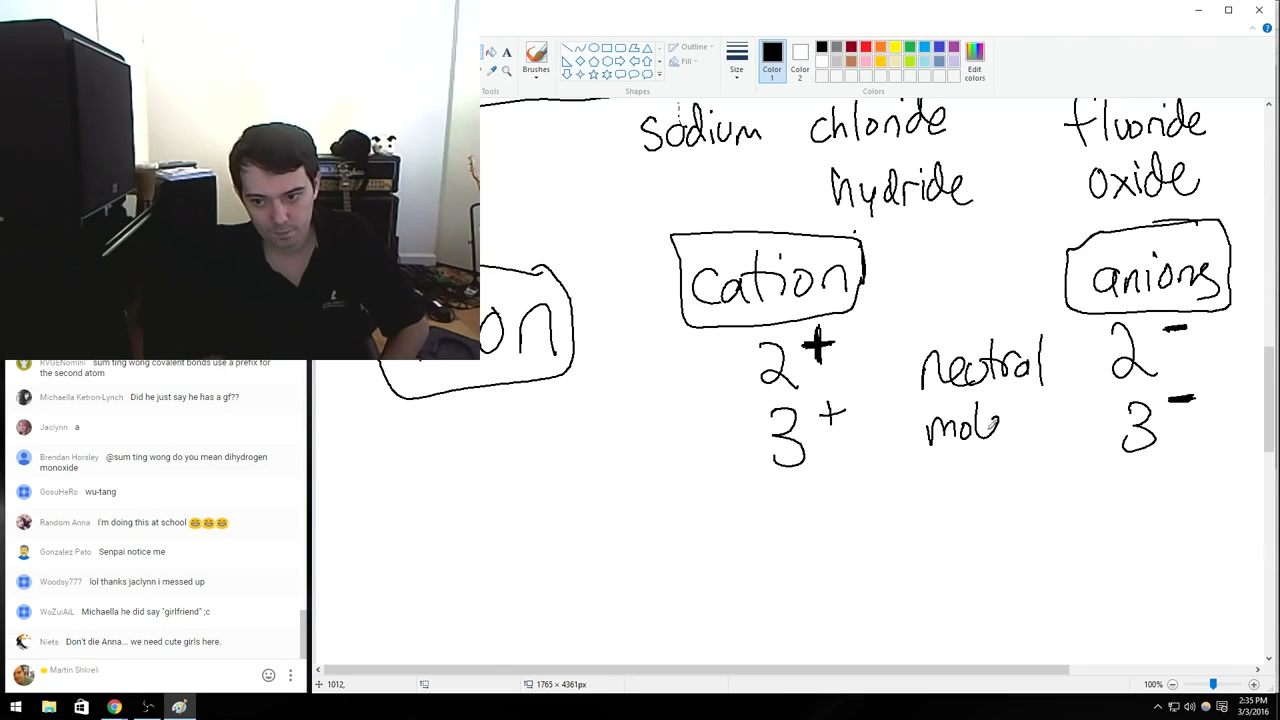 Outline
Fill
Brushes
Size
Color 1
Color 2
Edit colors
Tools
Shapes
Colors
sodium chloride fluoride
hydride oxide
cation anions
on
2+ neutral 2-
3+ mol 3-
RVGENomini sum ting wong covalent bonds use a prefix for
the second atom
Michaella Ketron-Lynch Did he just say he has a gf??
Jaclynn a
Brendan Horsley @sum ting wong do you mean dihydrogen
monoxide
GosuHeRo wu-tang
Random Anna I'm doing this at school 😂😂😂
Gonzalez Pato Senpai notice me
Woodsy777 lol thanks jaclynn i messed up
WoZuiAiL Michaella he did say "girlfriend" ;c
Niets Don't die Anna... we need cute girls here.
Martin Shkreli
1012,
1765 × 4361px
100%
2:35 PM
3/3/2016